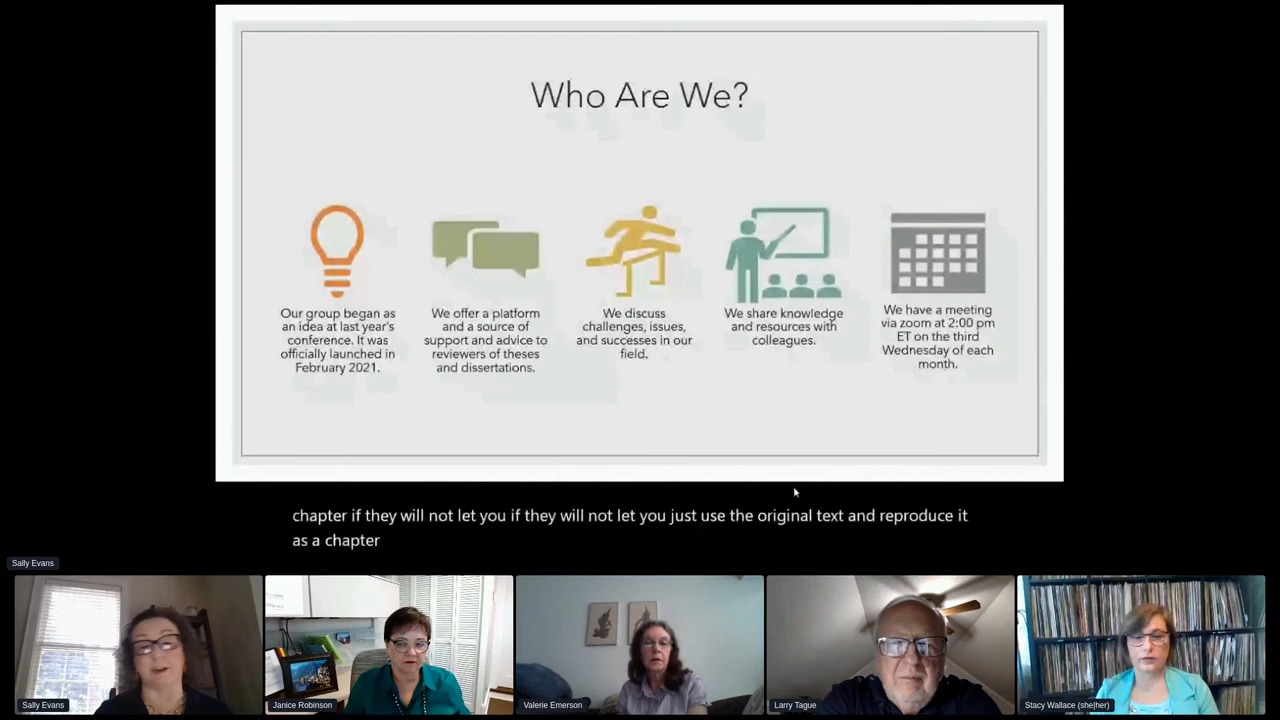 Who Are We?
Our group began as
an idea at last year's
conference. It was
officially launched in
February 2021.
We offer a platform
and a source of
support and advice to
reviewers of theses
and dissertations.
We discuss
challenges, issues,
and successes in our
field.
We share knowledge
and resources with
colleagues.
We have a meeting
via zoom at 2:00 pm
ET on the third
Wednesday of each
month.
chapter if they will not let you if they will not let you just use the original text and reproduce it
as a chapter
Sally Evans
Sally Evans
Janice Robinson
Valerie Emerson
Larry Tague
Stacy Wallace (she|her)